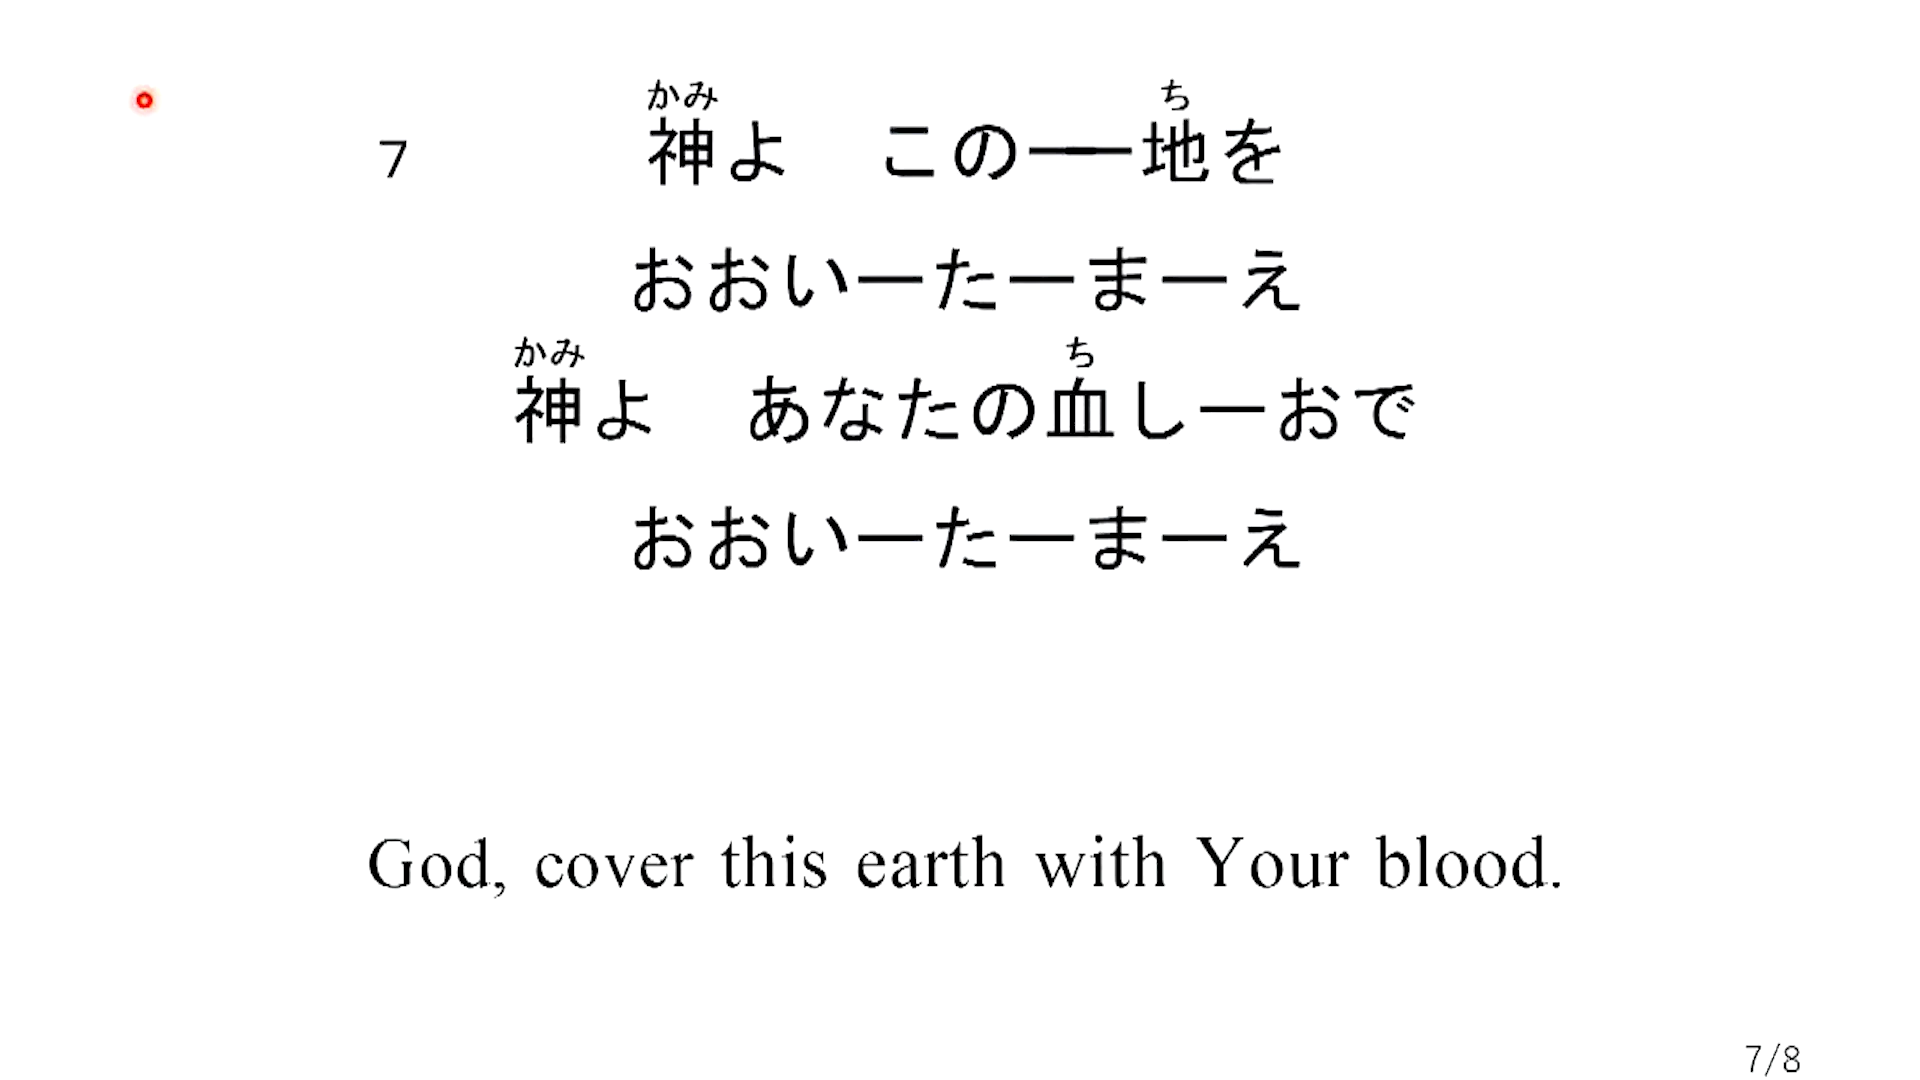 かみ ち
7 神よ この――地を
おおいーたーまーえ
かみ ち
神よ あなたの血しーおで
おおいーたーまーえ
God, cover this earth with Your blood.
7/8